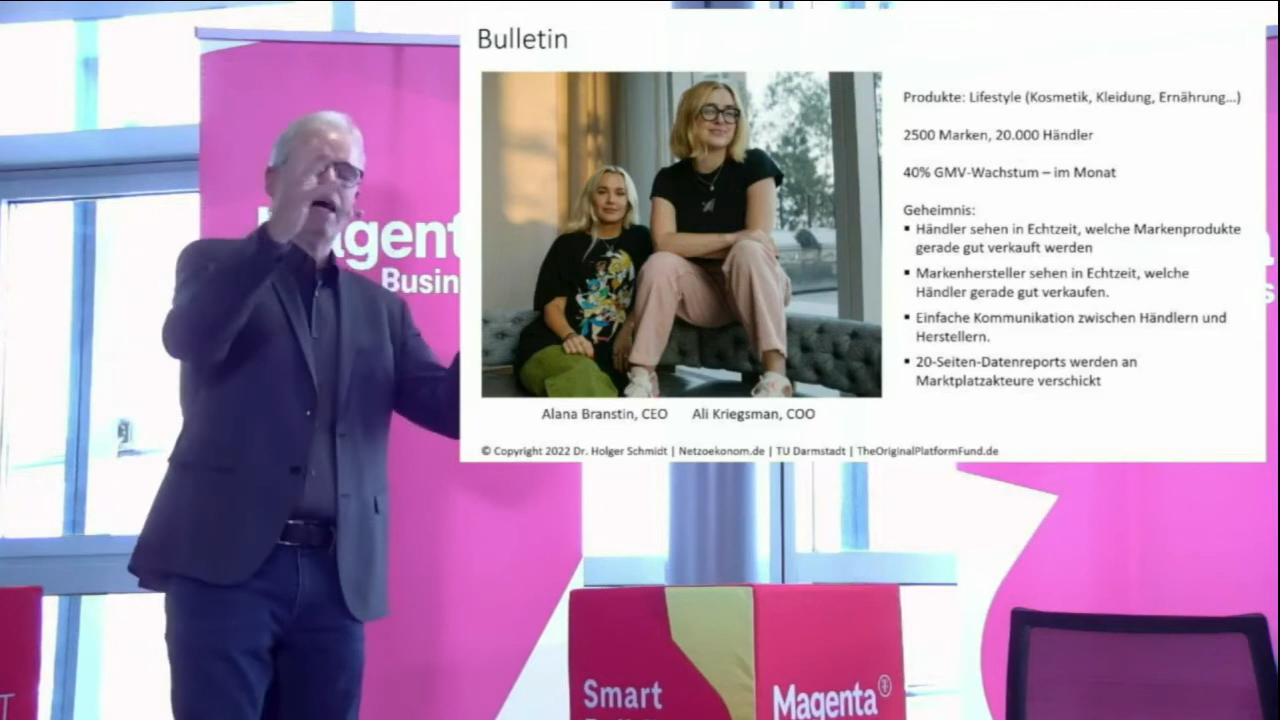 Bulletin
Produkte: Lifestyle (Kosmetik, Kleidung, Ernährung...)
2500 Marken, 20.000 Händler
40% GMV-Wachstum – im Monat
Geheimnis:
▪ Händler sehen in Echtzeit, welche Markenprodukte
gerade gut verkauft werden
▪ Markenhersteller sehen in Echtzeit, welche
Händler gerade gut verkaufen.
▪ Einfache Kommunikation zwischen Händlern und
Herstellern.
▪ 20-Seiten-Datenreports werden an
Marktplatzakteure verschickt
Alana Branstin, CEO Ali Kriegsman, COO
© Copyright 2022 Dr. Holger Schmidt | Netzoekonom.de | TU Darmstadt | TheOriginalPlatformFund.de
Smart
Magenta